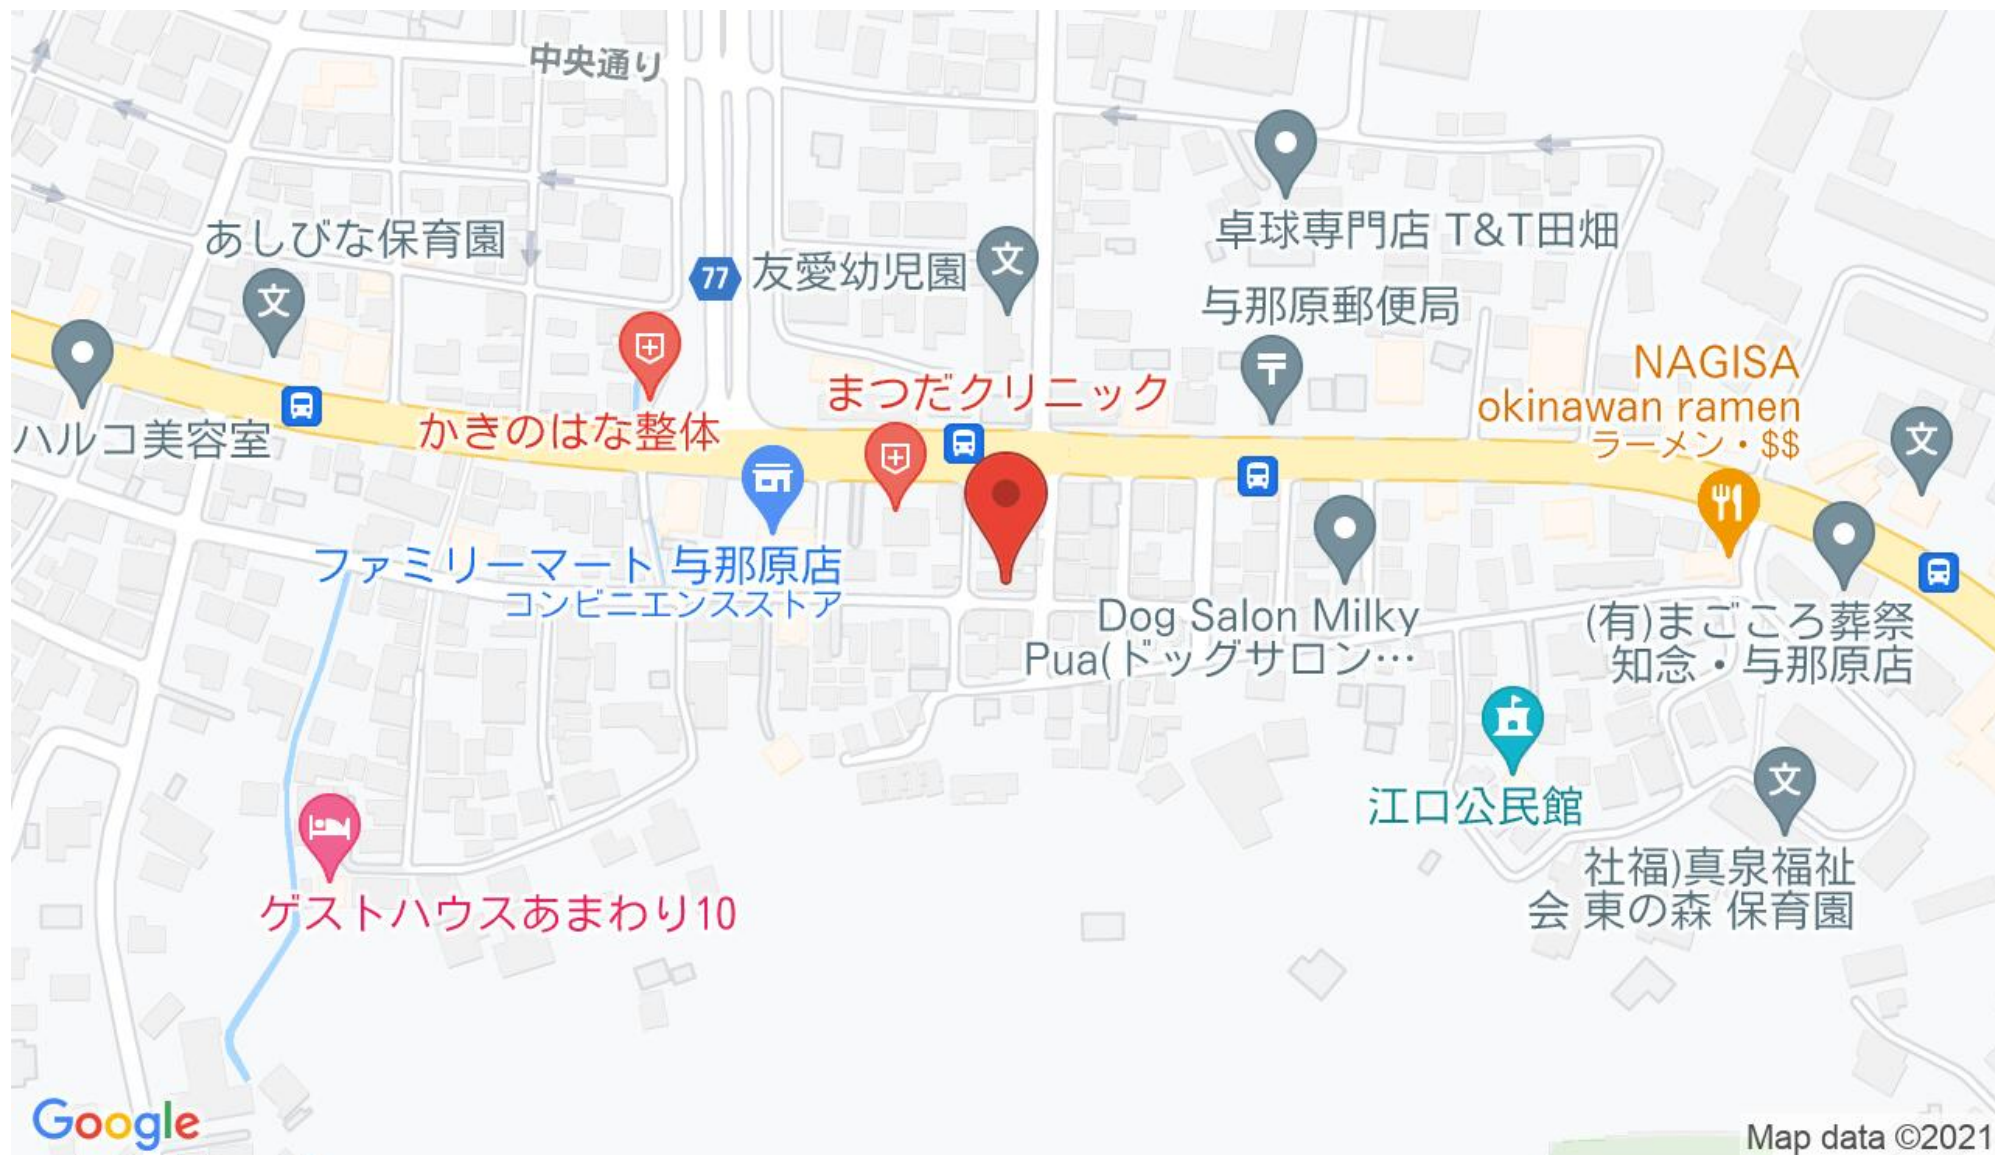 中央通り
あしびな保育園
文
77
友愛幼児園
文
卓球専門店 T&T田畑
与那原郵便局
〒
NAGISA
okinawan ramen
ラーメン・$$
文
ハルコ美容室
かきのはな整体
まつだクリニック
ファミリーマート 与那原店
コンビニエンスストア
Dog Salon Milky
Pua(ドッグサロン…
(有)まごころ葬祭
知念・与那原店
江口公民館
文
社福)真泉福祉
会 東の森 保育園
ゲストハウスあまわり10
Google
Map data ©2021